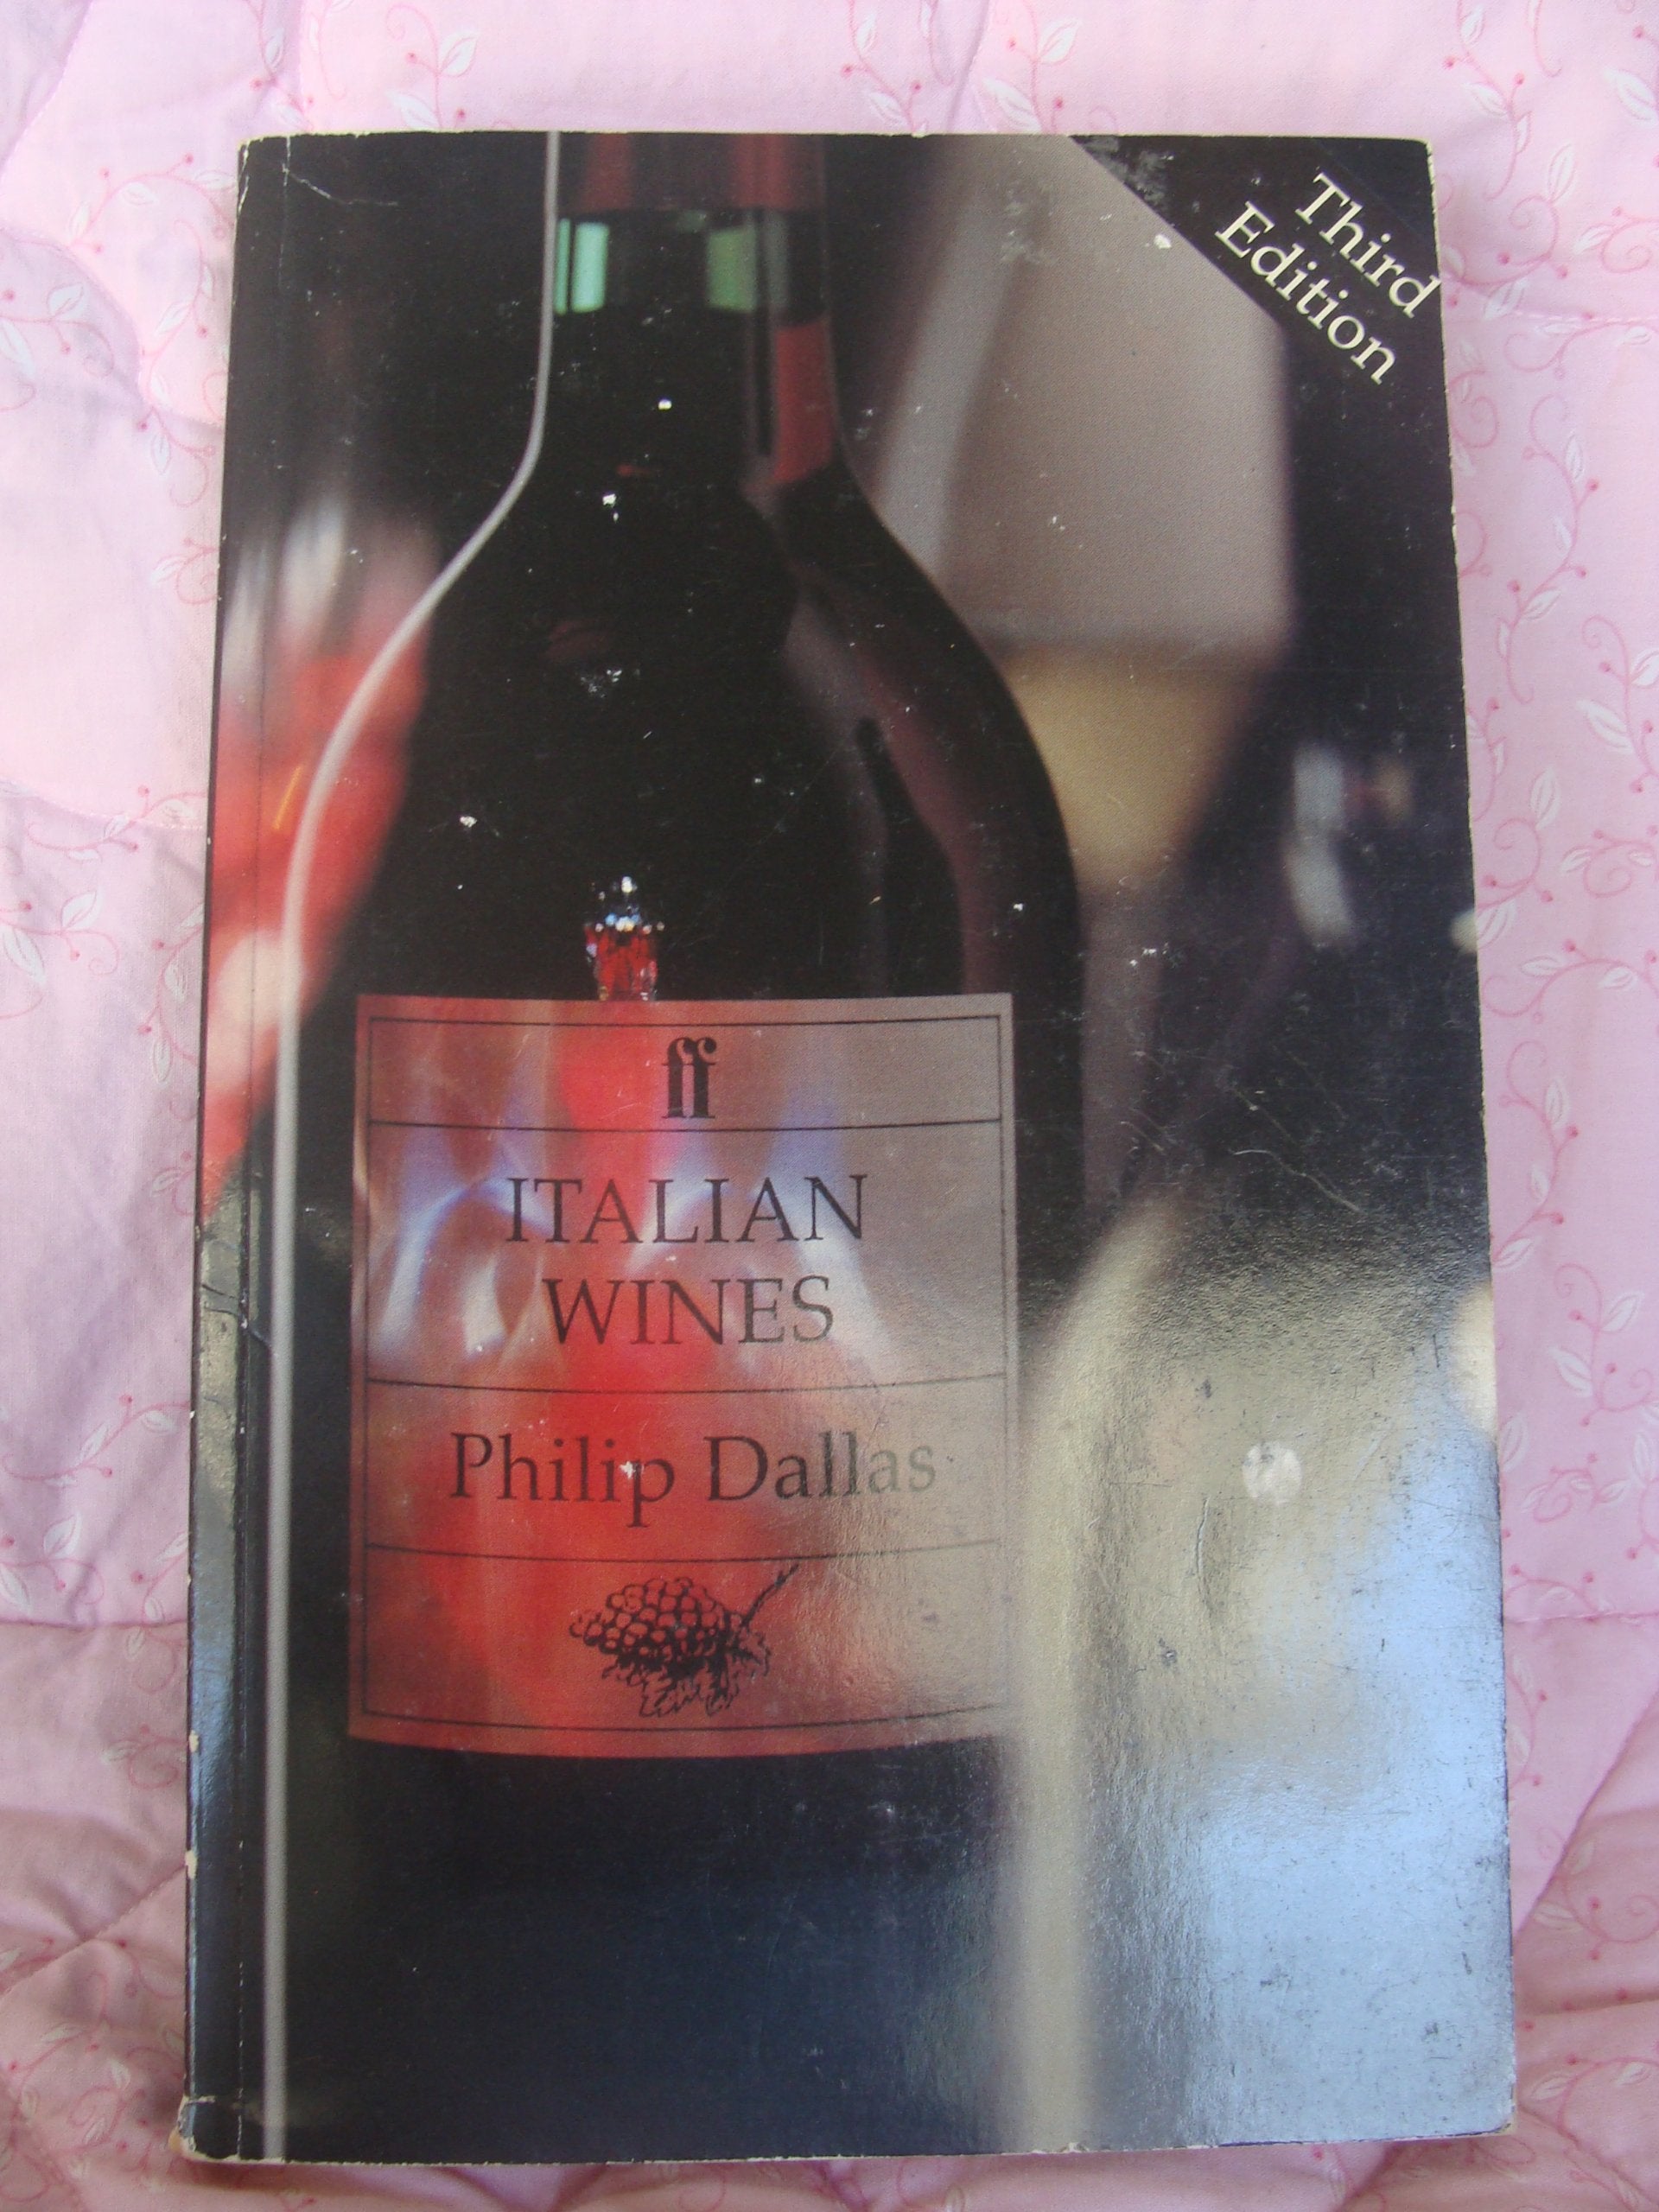 Third
Edition
ff
ITALIAN
WINES
Philip Dallas